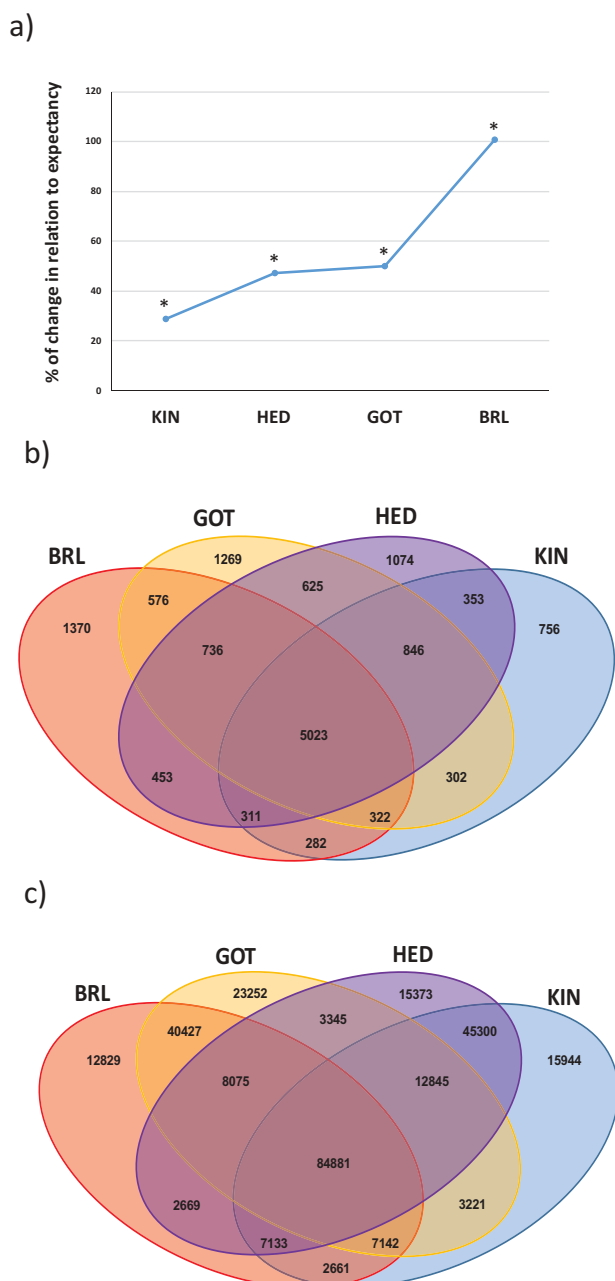 a)
% of change in relation to expectancy
120
100
80
60
40
20
0
*
*
*
*
KIN HED GOT BRL
b)
BRL GOT HED KIN
1269 1074
576 625 353
1370 756
736 846
5023
453 302
311 322
282
c)
BRL GOT HED KIN
23252 15373
40427 3345 45300
12829 15944
8075 12845
84881
2669 3221
7133 7142
2661